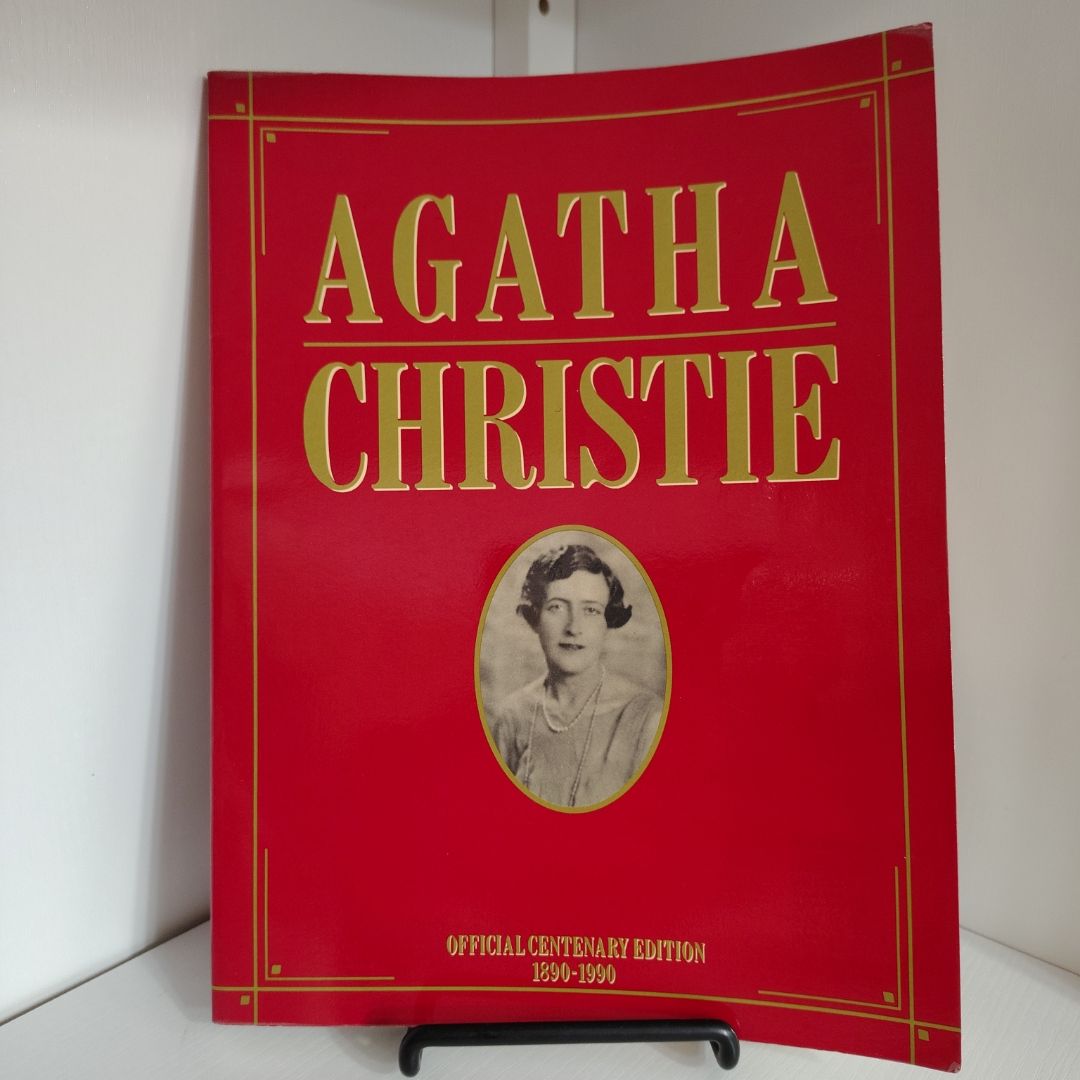 AGATHA
CHRISTIE
OFFICIAL CENTENARY EDITION
1890-1990